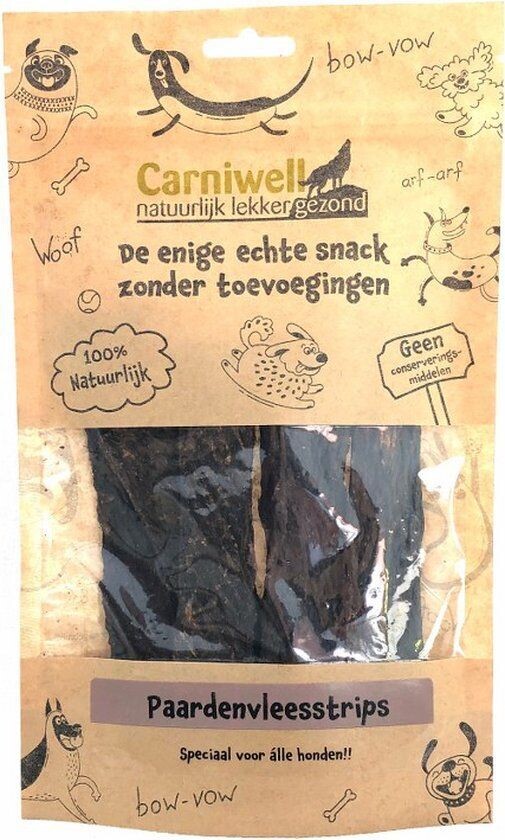 bow-vow
Carniwell
natuurlijk lekker gezond
arf-arf
Woof
De enige echte snack
zonder toevoegingen
100%
Natuurlijk
Geen
conserverings-
middelen
Paardenvleesstrips
Speciaal voor álle honden!!
bow-vow